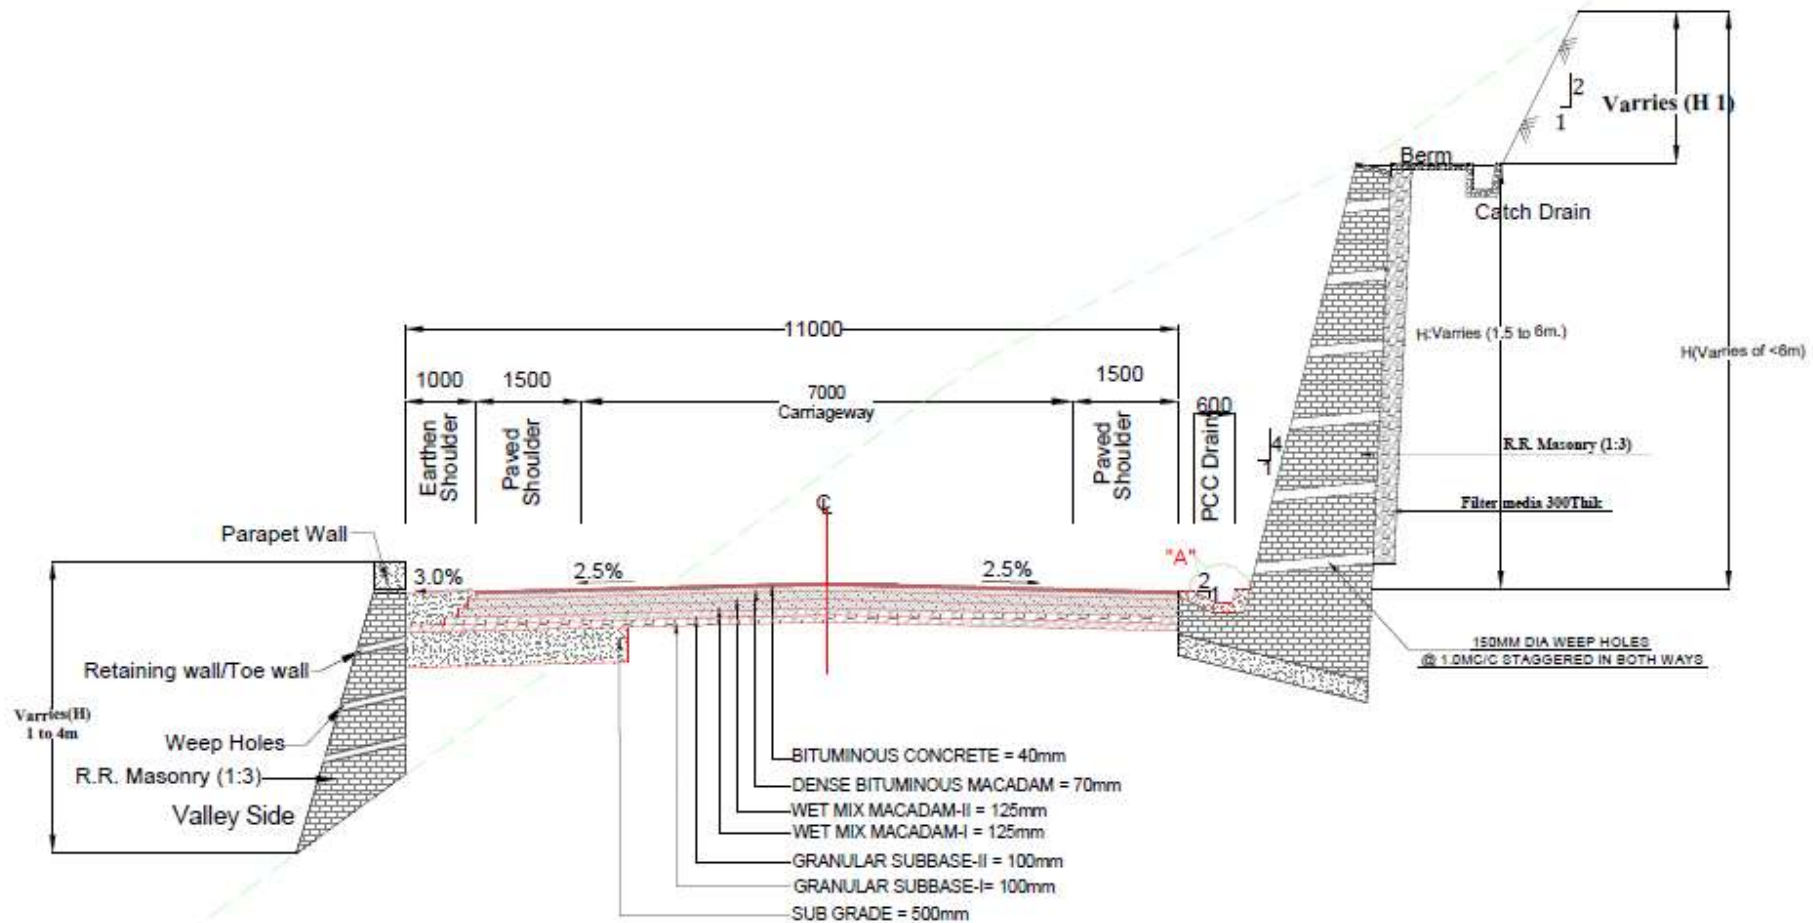 2
1
Varries (H 1)
Berm
Catch Drain
11000
H:Varries (1.5 to 6m.)
H(Varries of <6m)
1000
1500
7000
Carriageway
1500
600
Earthen
Shoulder
Paved
Shoulder
Paved
Shoulder
PCC Drain
4
1
R.R. Masonry (1:3)
Filter media 300Thik
℄
Parapet Wall
"A"
3.0%
2.5%
2.5%
2
1
150MM DIA WEEP HOLES
@ 1.0MC/C STAGGERED IN BOTH WAYS
Retaining wall/Toe wall
Varries(H)
1 to 4m
Weep Holes
R.R. Masonry (1:3)
Valley Side
BITUMINOUS CONCRETE = 40mm
DENSE BITUMINOUS MACADAM = 70mm
WET MIX MACADAM-II = 125mm
WET MIX MACADAM-I = 125mm
GRANULAR SUBBASE-II = 100mm
GRANULAR SUBBASE-I= 100mm
SUB GRADE = 500mm